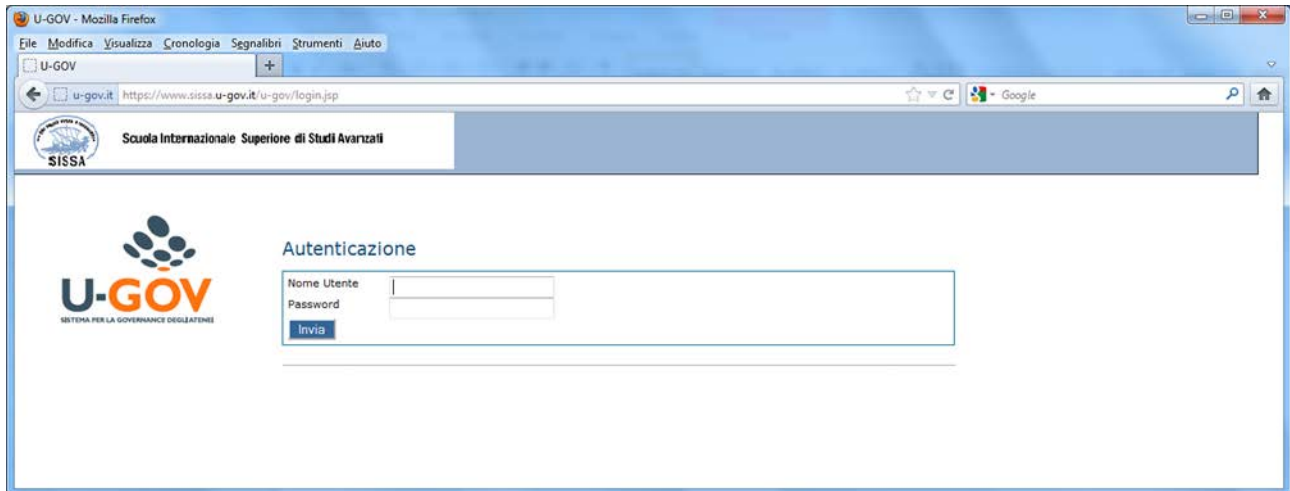 U-GOV - Mozilla Firefox
File Modifica Visualizza Cronologia Segnalibri Strumenti Aiuto
U-GOV +
u-gov.it https://www.sissa.u-gov.it/u-gov/login.jsp Google
Scuola Internazionale Superiore di Studi Avanzati
SISSA
Autenticazione
Nome Utente
Password
Invia
U-GOV
SISTEMA PER LA GOVERNANCE DEGLI ATENEI